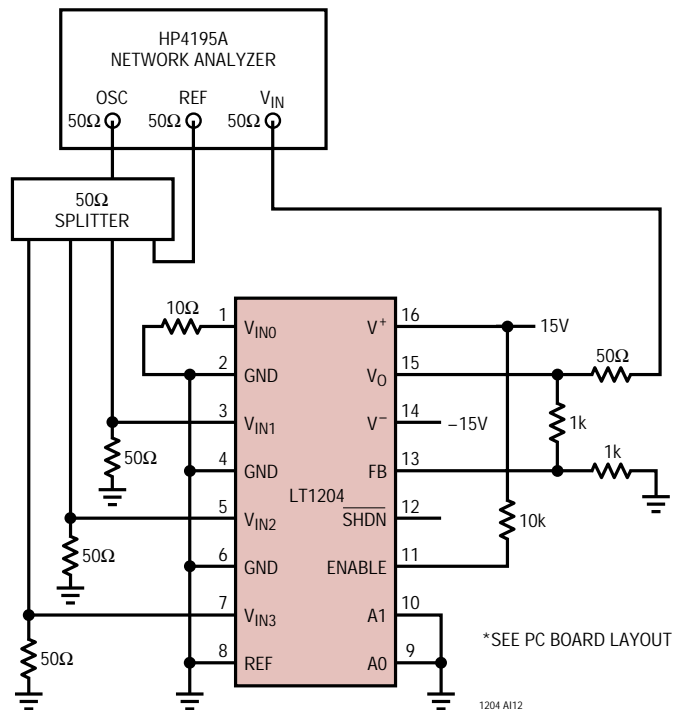 HP4195A
NETWORK ANALYZER
OSC REF VIN
50Ω 50Ω 50Ω
50Ω
SPLITTER
10Ω
1 VIN0 V+ 16 15V
2 GND VO 15 50Ω
3 VIN1 V− 14 −15V
50Ω 1k
4 GND FB 13 1k
LT1204
5 VIN2 SHDN 12
50Ω 10k
6 GND ENABLE 11
7 VIN3 A1 10
*SEE PC BOARD LAYOUT
50Ω
8 REF A0 9
1204 AI12